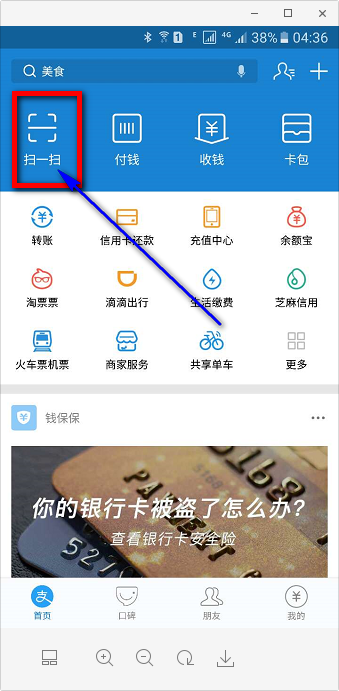 E 4G 38% 04:36
美食
扫一扫 付钱 收钱 卡包
转账 信用卡还款 充值中心 余额宝
淘票票 滴滴出行 生活缴费 芝麻信用
火车票机票 商家服务 共享单车 更多
钱保保
你的银行卡被盗了怎么办?
查看银行卡安全险
首页 口碑 朋友 我的